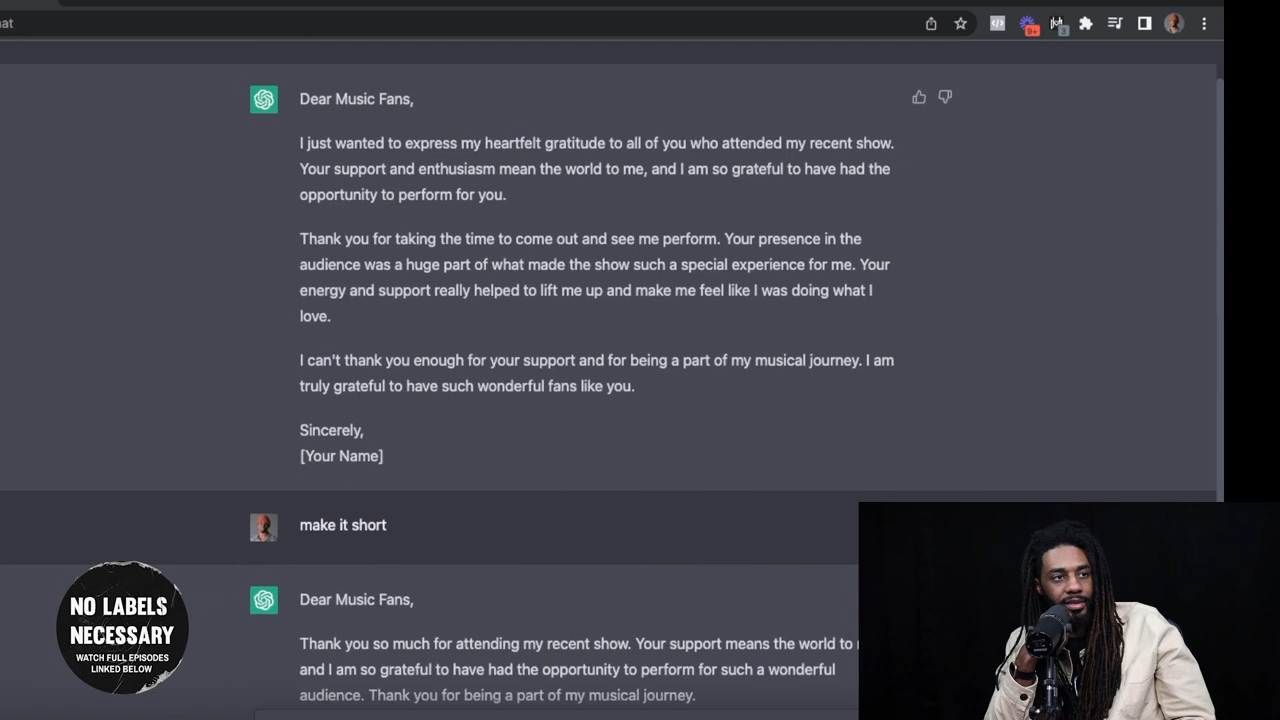 hat
9+
3
Dear Music Fans,
I just wanted to express my heartfelt gratitude to all of you who attended my recent show.
Your support and enthusiasm mean the world to me, and I am so grateful to have had the
opportunity to perform for you.
Thank you for taking the time to come out and see me perform. Your presence in the
audience was a huge part of what made the show such a special experience for me. Your
energy and support really helped to lift me up and make me feel like I was doing what I
love.
I can't thank you enough for your support and for being a part of my musical journey. I am
truly grateful to have such wonderful fans like you.
Sincerely,
[Your Name]
make it short
Dear Music Fans,
Thank you so much for attending my recent show. Your support means the world to
and I am so grateful to have had the opportunity to perform for such a wonderful
audience. Thank you for being a part of my musical journey.
NO LABELS
NECESSARY
WATCH FULL EPISODES
LINKED BELOW